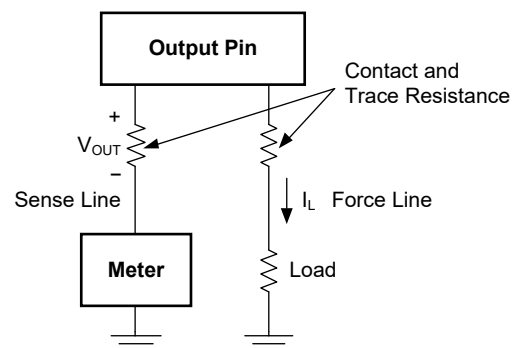 Output Pin
Contact and
Trace Resistance
+
VOUT
−
Sense Line
IL Force Line
Meter
Load